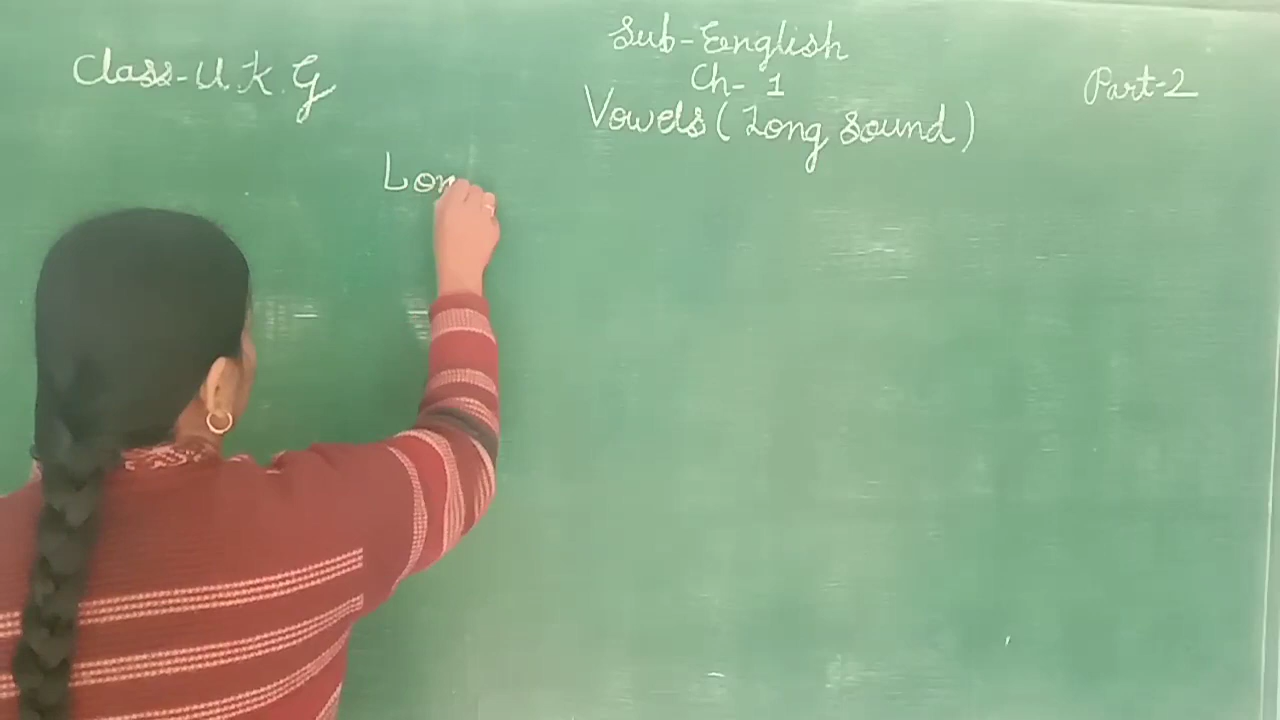 Sub-English
Class-U.K.G
Ch-1
Part-2
Vowels (Long sound)
Lon